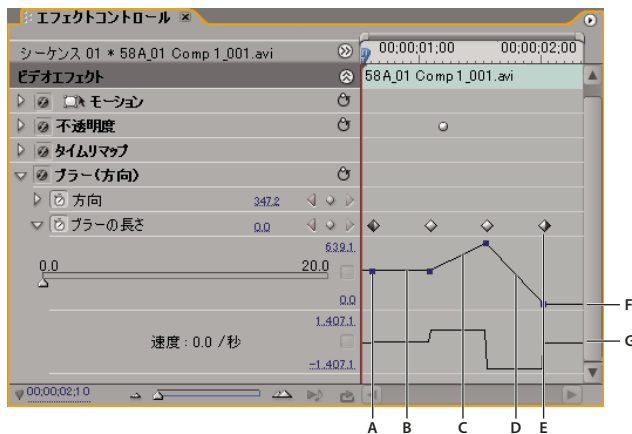 エフェクトコントロール ×
シーケンス 01 * 58A_01 Comp 1_001.avi
00;00;01;00 00;00;02;00
ビデオエフェクト
58A_01 Comp 1_001.avi
モーション
不透明度
タイムリマップ
ブラー(方向)
方向 347.2
ブラーの長さ 0.0
639.1
0.0 20.0
0.0
F
1,407.1
速度 : 0.0 /秒
G
-1,407.1
00;00;02;10
A B C D E